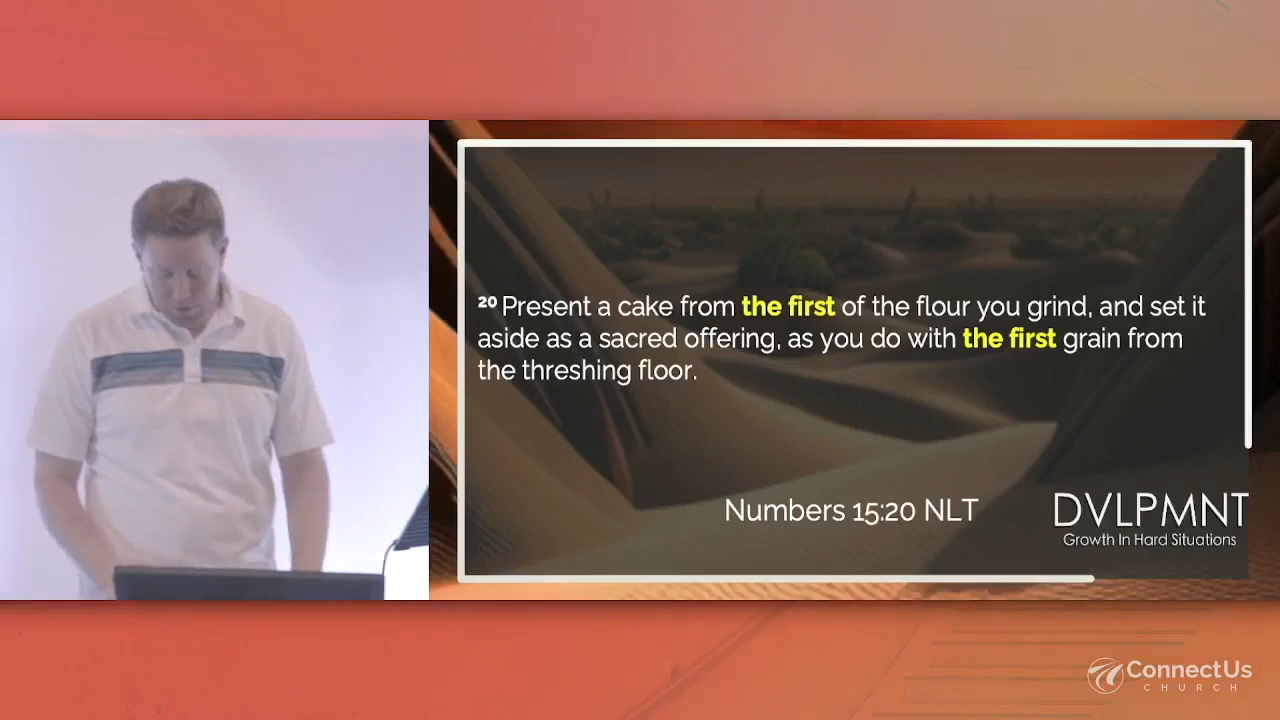 20 Present a cake from the first of the flour you grind, and set it
aside as a sacred offering, as you do with the first grain from
the threshing floor.
Numbers 15:20 NLT
DVLPMNT
Growth In Hard Situations
ConnectUs
CHURCH